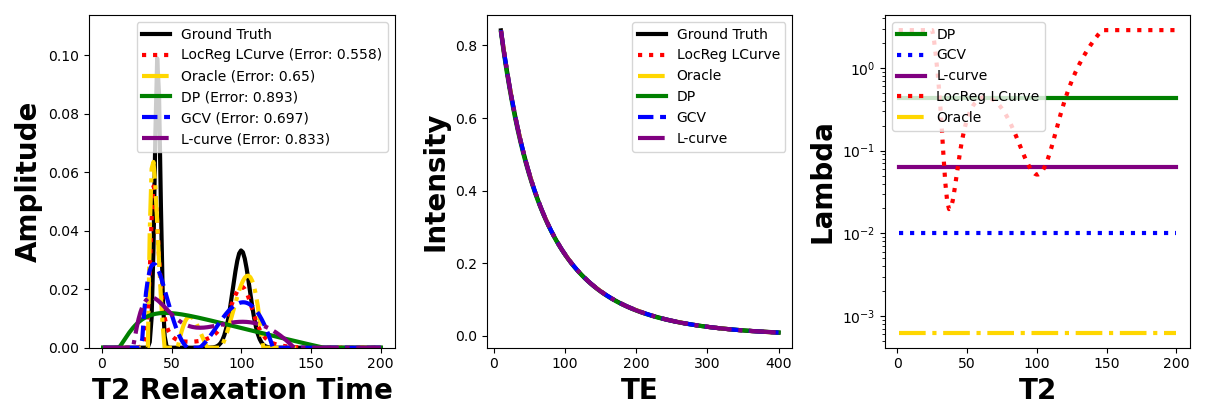 Amplitude
0.10
0.08
0.06
0.04
0.02
0.00
Ground Truth
LocReg LCurve (Error: 0.558)
Oracle (Error: 0.65)
DP (Error: 0.893)
GCV (Error: 0.697)
L-curve (Error: 0.833)
0 50 100 150 200
T2 Relaxation Time
Intensity
0.8
0.6
0.4
0.2
0.0
Ground Truth
LocReg LCurve
Oracle
DP
GCV
L-curve
0 100 200 300 400
TE
Lambda
10⁰
10⁻¹
10⁻²
10⁻³
DP
GCV
L-curve
LocReg LCurve
Oracle
0 50 100 150 200
T2